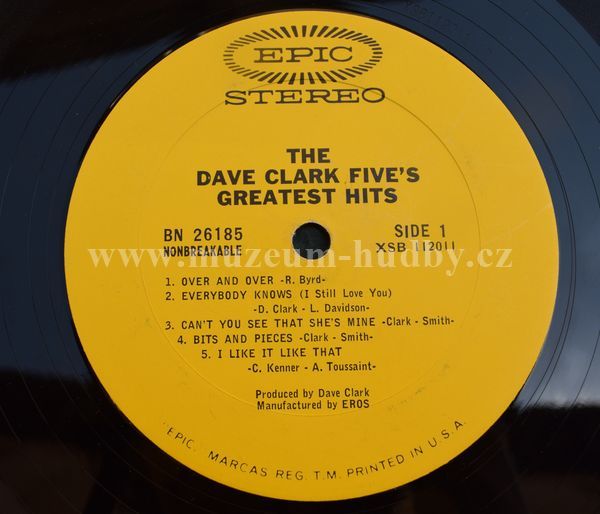 EPIC
STEREO
THE
DAVE CLARK FIVE'S
GREATEST HITS
BN 26185 SIDE 1
NONBREAKABLE XSB 112011
www.muzeum-hudby.cz
1. OVER AND OVER -R. Byrd-
2. EVERYBODY KNOWS (I Still Love You)
-D. Clark - L. Davidson-
3. CAN'T YOU SEE THAT SHE'S MINE -Clark - Smith-
4. BITS AND PIECES -Clark - Smith-
5. I LIKE IT LIKE THAT
-C. Kenner - A. Toussaint-
Produced by Dave Clark
Manufactured by EROS
"EPIC," MARCAS REG. T.M. PRINTED IN U.S.A.